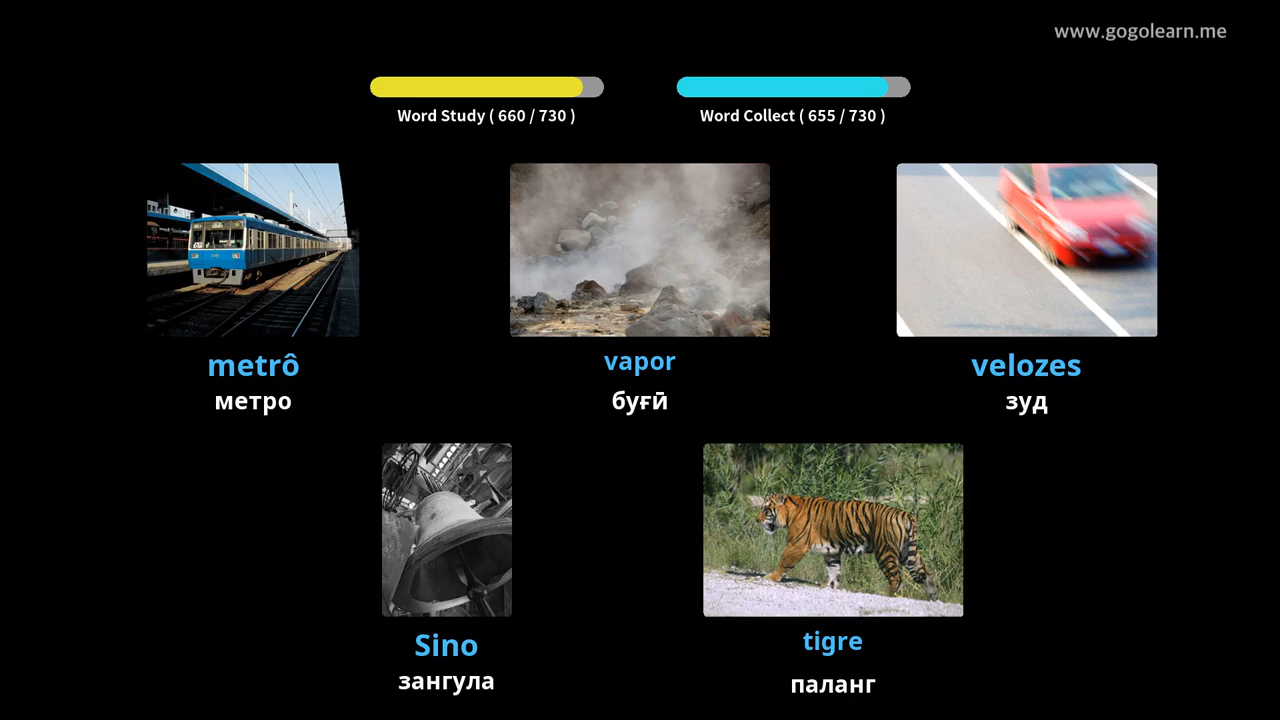 www.gogolearn.me
Word Study ( 660 / 730 )
Word Collect ( 655 / 730 )
metrô
метро
vapor
буғӣ
velozes
зуд
Sino
зангула
tigre
паланг